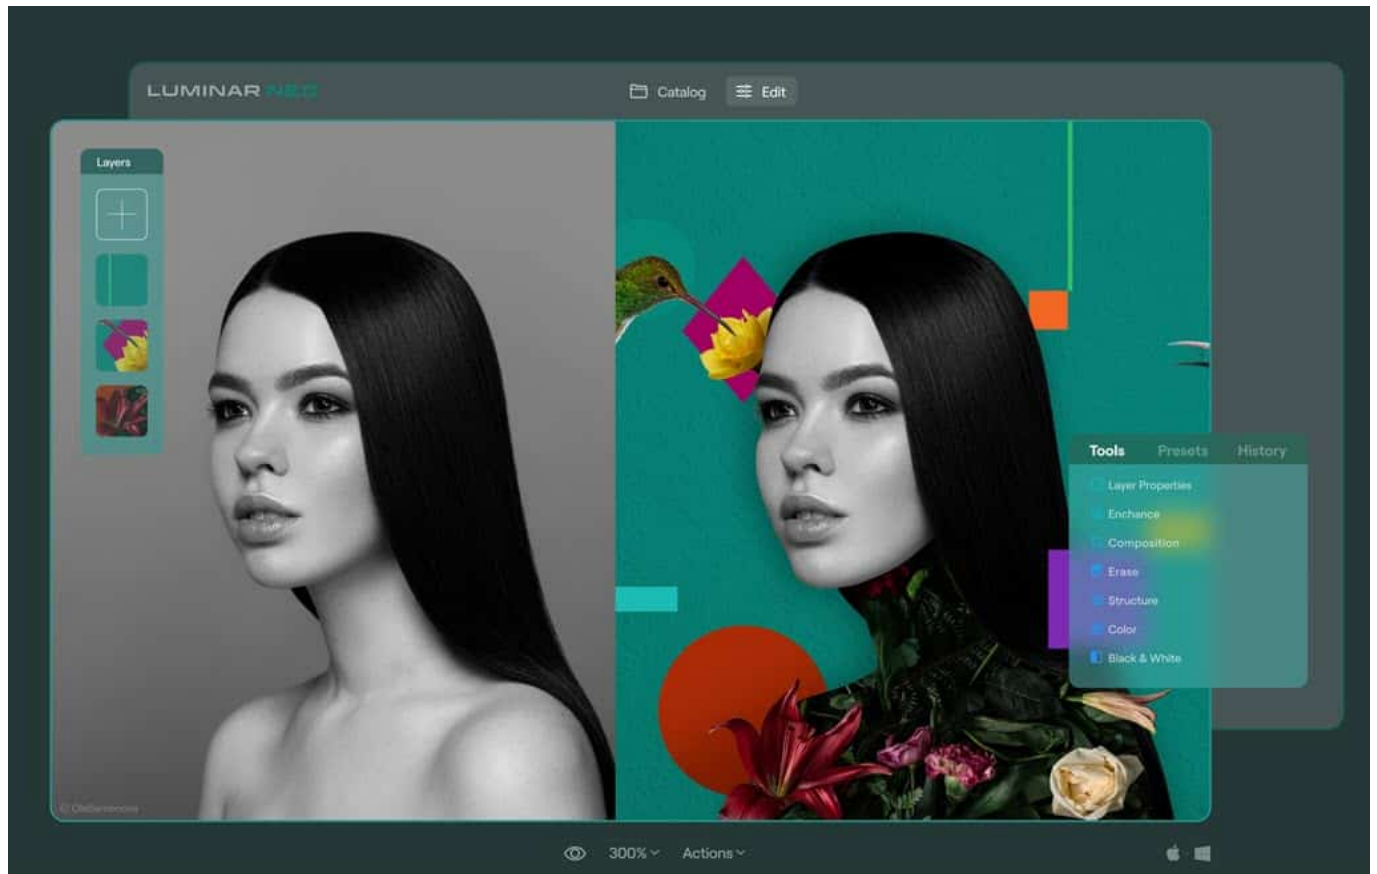 LUMINAR NEO
Catalog
Edit
Layers
Tools
Presets
History
Layer Properties
Enchance
Composition
Erase
Structure
Color
Black & White
300%
Actions